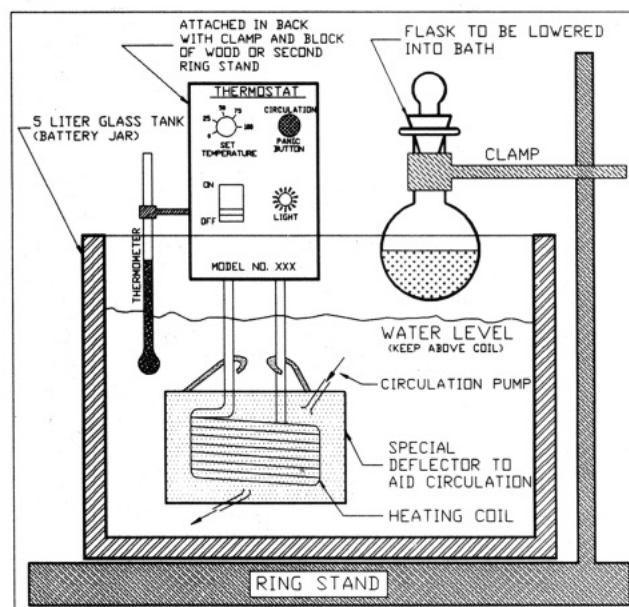 ATTACHED IN BACK
WITH CLAMP AND BLOCK
OF WOOD OR SECOND
RING STAND
FLASK TO BE LOWERED
INTO BATH
5 LITER GLASS TANK
(BATTERY JAR)
THERMOSTAT
50
25 75
0 100
CIRCULATION
SET
TEMPERATURE
PANIC
BUTTON
ON
OFF
LIGHT
MODEL NO. XXX
CLAMP
THERMOMETER
WATER LEVEL
(KEEP ABOVE COIL)
CIRCULATION PUMP
SPECIAL
DEFLECTOR TO
AID CIRCULATION
HEATING COIL
RING STAND